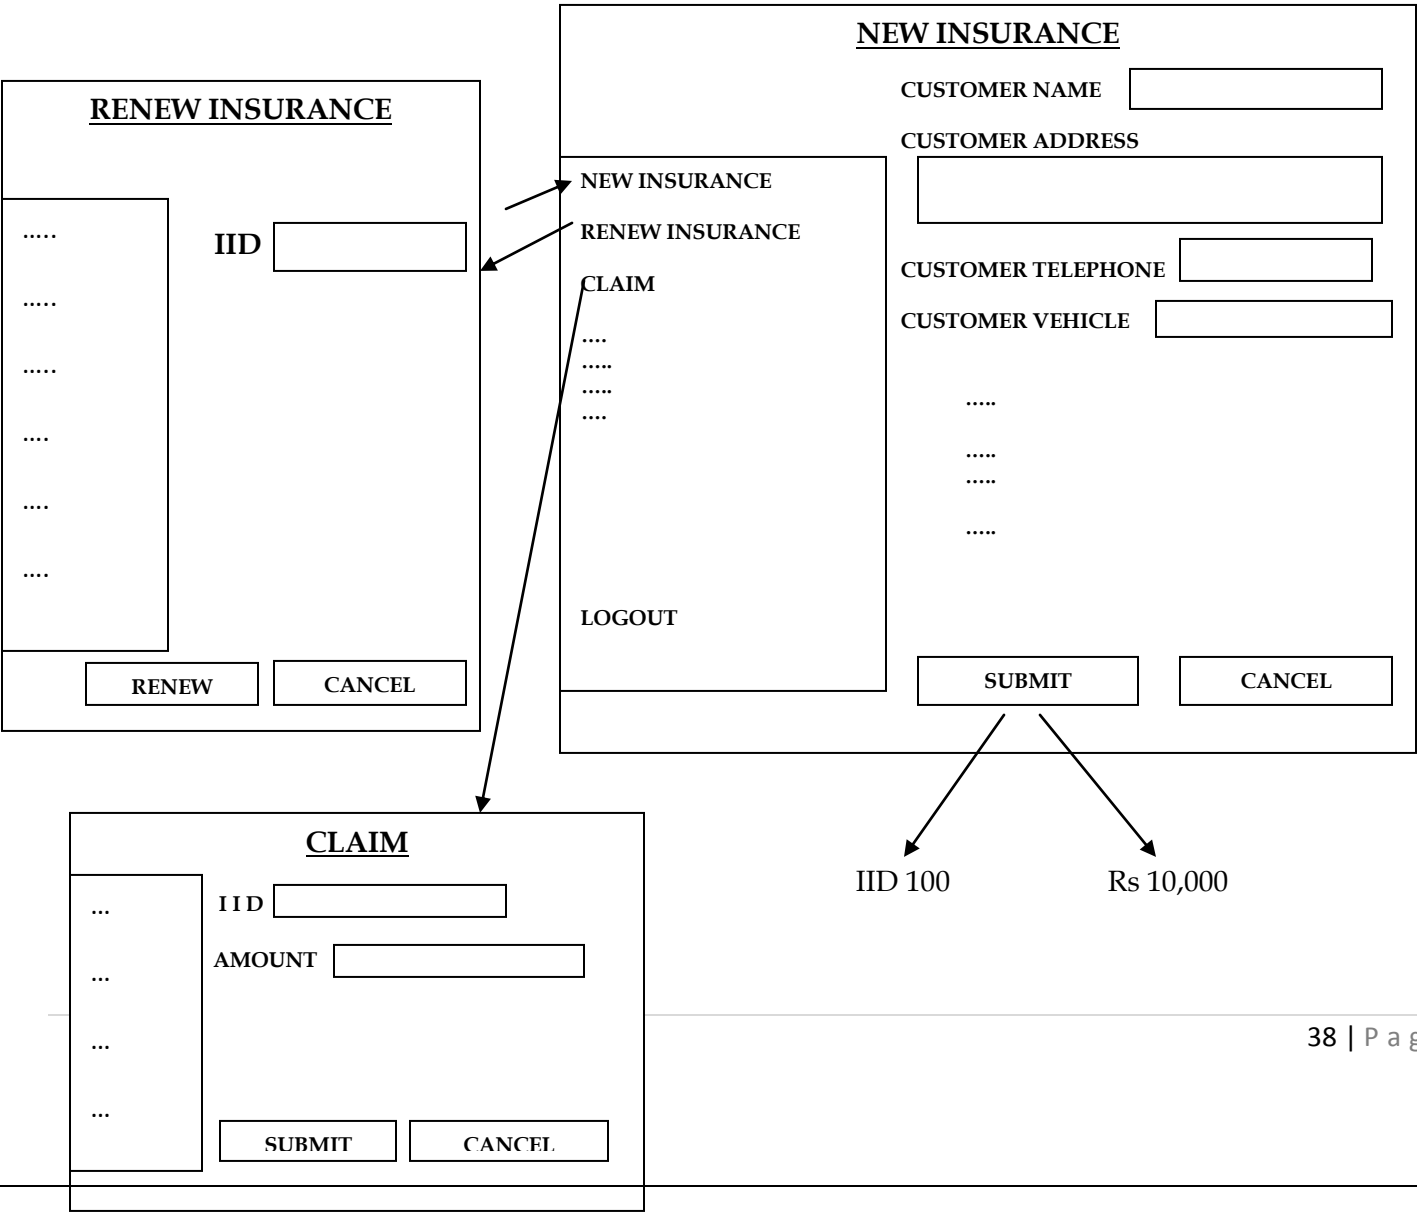 NEW INSURANCE
CUSTOMER NAME
CUSTOMER ADDRESS
NEW INSURANCE
RENEW INSURANCE
CLAIM
....
.....
.....
....
LOGOUT
CUSTOMER TELEPHONE
CUSTOMER VEHICLE
.....
.....
.....
.....
SUBMIT
CANCEL
RENEW INSURANCE
.....
.....
.....
....
....
....
IID
RENEW
CANCEL
IID 100
Rs 10,000
CLAIM
...
...
...
...
I I D
AMOUNT
SUBMIT
CANCEL
38 | P a g